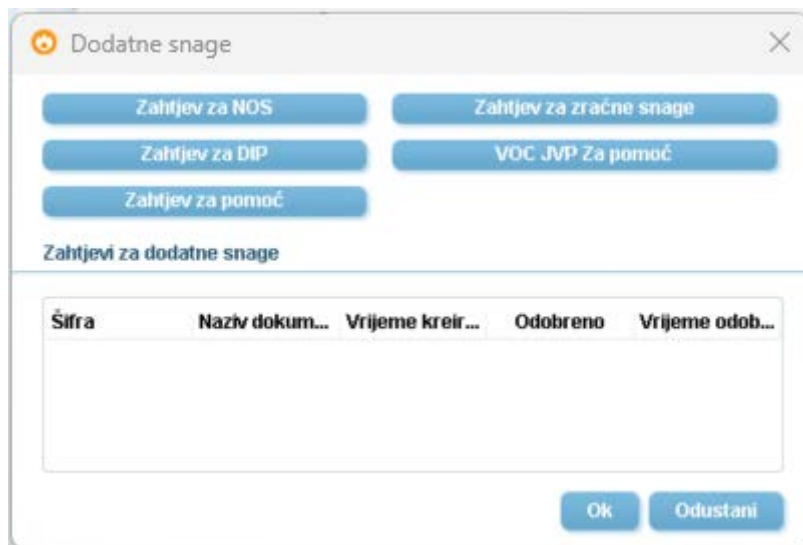 Dodatne snage
Zahtjev za NOS
Zahtjev za zračne snage
Zahtjev za DIP
VOC JVP Za pomoć
Zahtjev za pomoć
Zahtjevi za dodatne snage
Šifra Naziv dokum... Vrijeme kreir... Odobreno Vrijeme odob...
Ok Odustani